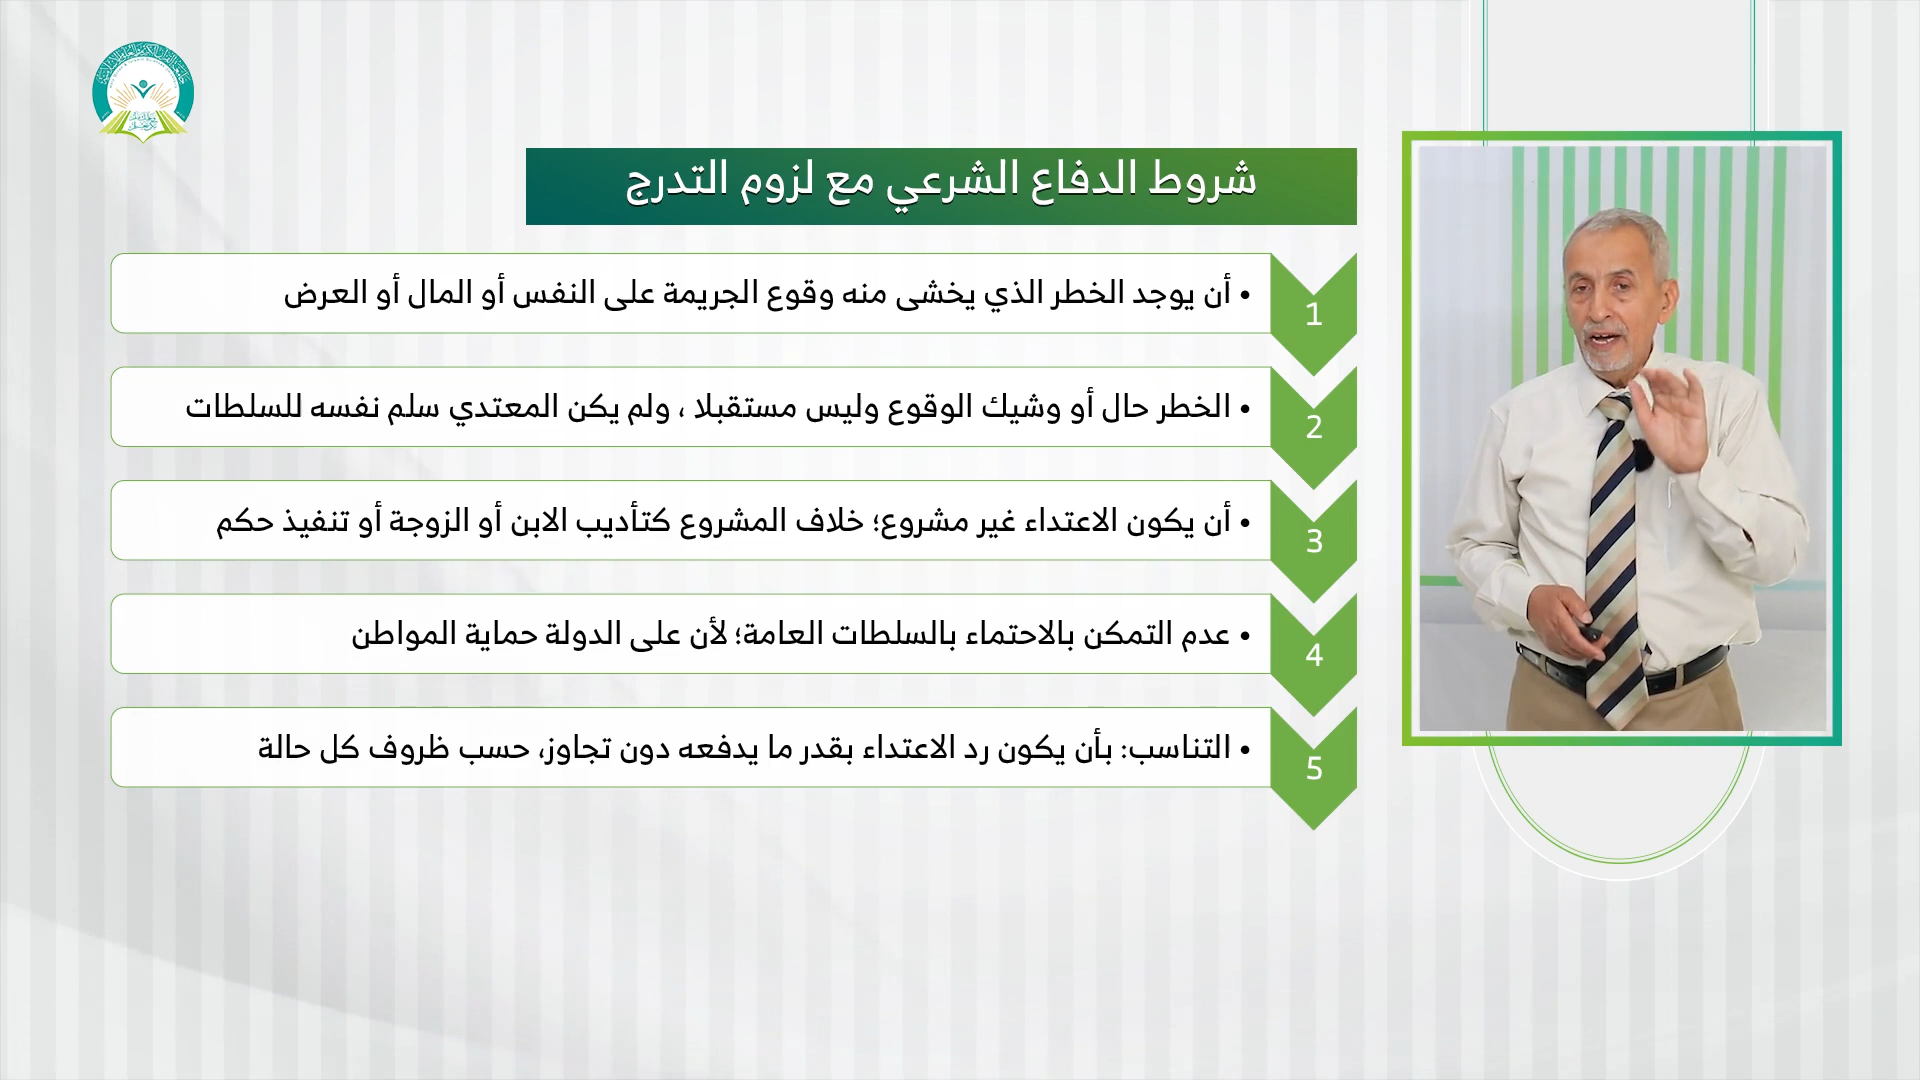 شروط الدفاع الشرعي مع لزوم التدرج
1
• أن يوجد الخطر الذي يخشى منه وقوع الجريمة على النفس أو المال أو العرض
2
• الخطر حال أو وشيك الوقوع وليس مستقبلا ، ولم يكن المعتدي سلم نفسه للسلطات
3
• أن يكون الاعتداء غير مشروع؛ خلاف المشروع كتأديب الابن أو الزوجة أو تنفيذ حكم
4
• عدم التمكن بالاحتماء بالسلطات العامة؛ لأن على الدولة حماية المواطن
5
• التناسب: بأن يكون رد الاعتداء بقدر ما يدفعه دون تجاوز، حسب ظروف كل حالة